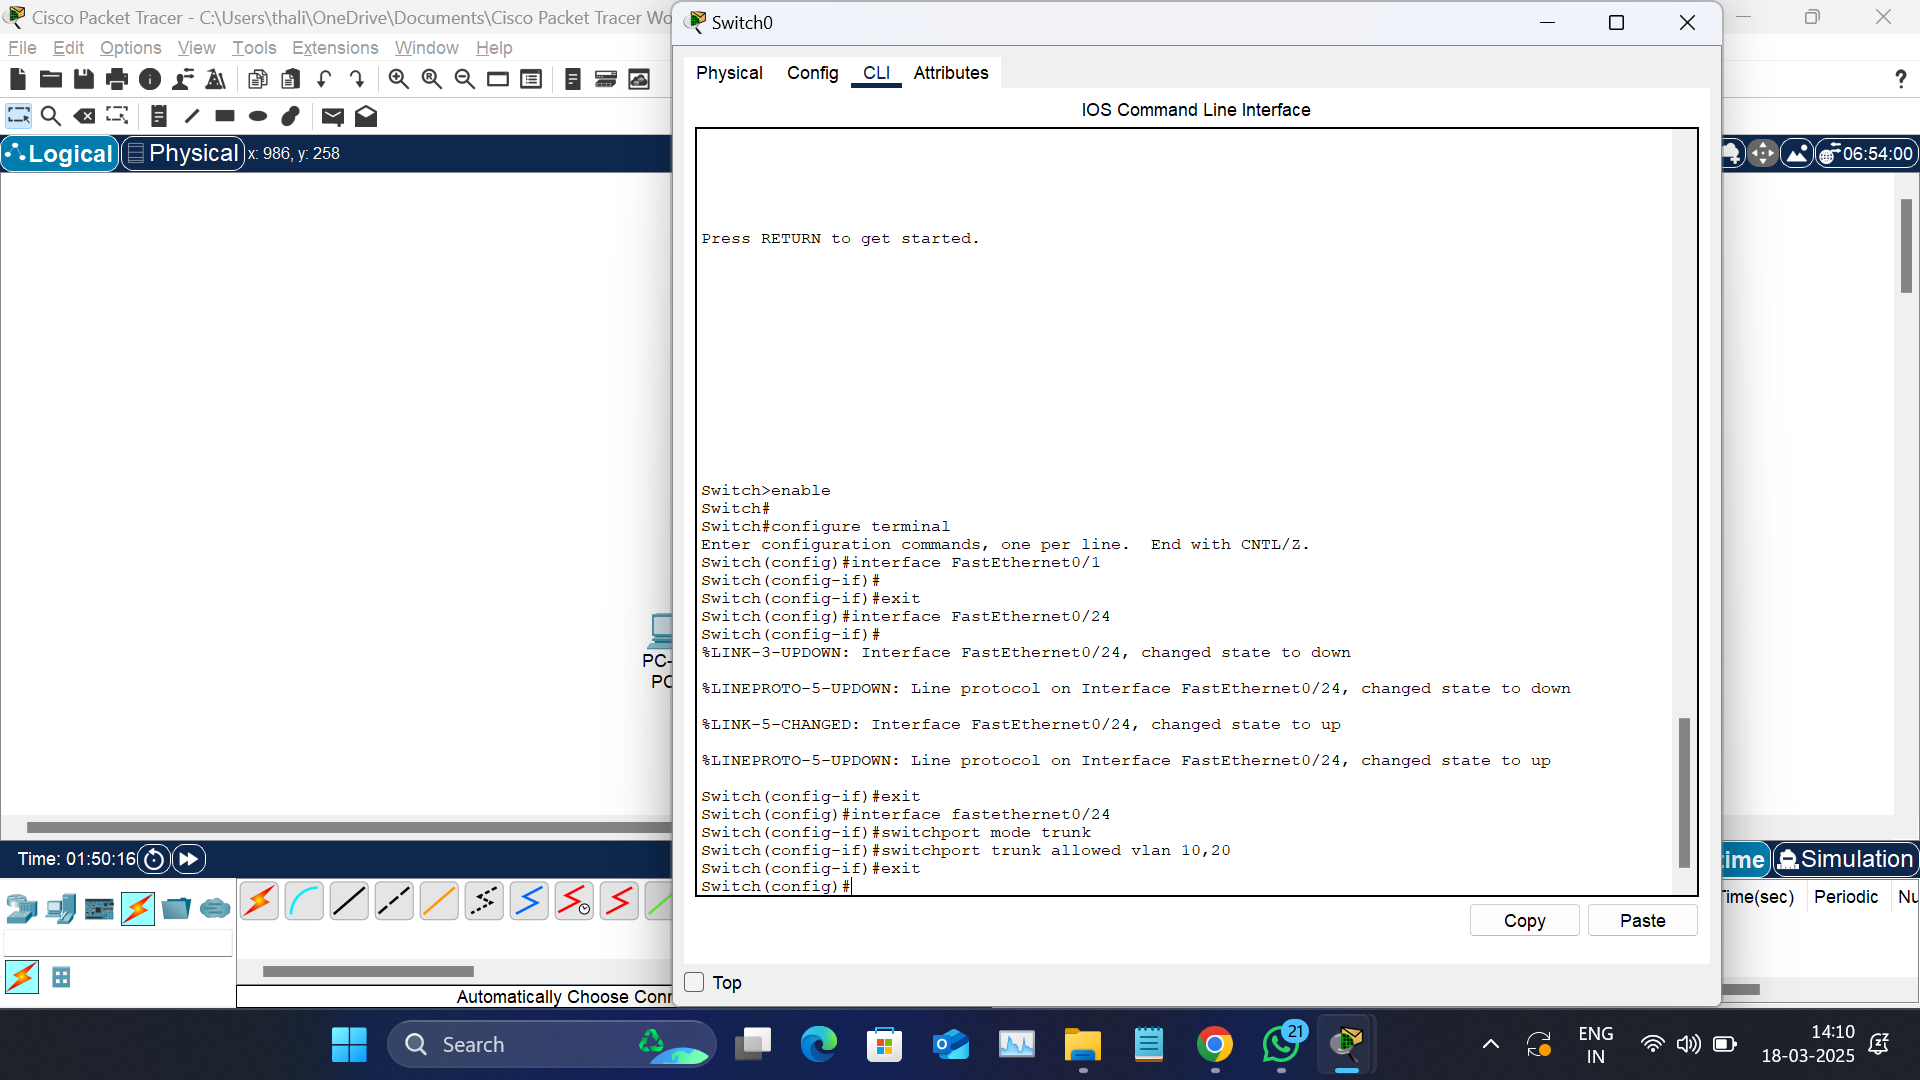 Cisco Packet Tracer - C:\Users\thali\OneDrive\Documents\Cisco Packet Tracer Wo
File Edit Options View Tools Extensions Window Help
?
Logical Physical x: 986, y: 258
06:54:00
PC-
PC
Time: 01:50:16
Automatically Choose Conn
time Simulation
Time(sec) Periodic Nu
Switch0
Physical Config CLI Attributes
IOS Command Line Interface
Press RETURN to get started.
Switch>enable
Switch#
Switch#configure terminal
Enter configuration commands, one per line. End with CNTL/Z.
Switch(config)#interface FastEthernet0/1
Switch(config-if)#
Switch(config-if)#exit
Switch(config)#interface FastEthernet0/24
Switch(config-if)#
%LINK-3-UPDOWN: Interface FastEthernet0/24, changed state to down
%LINEPROTO-5-UPDOWN: Line protocol on Interface FastEthernet0/24, changed state to down
%LINK-5-CHANGED: Interface FastEthernet0/24, changed state to up
%LINEPROTO-5-UPDOWN: Line protocol on Interface FastEthernet0/24, changed state to up
Switch(config-if)#exit
Switch(config)#interface fastethernet0/24
Switch(config-if)#switchport mode trunk
Switch(config-if)#switchport trunk allowed vlan 10,20
Switch(config-if)#exit
Switch(config)#
Copy Paste
Top
Search
21
ENG
IN
14:10
18-03-2025